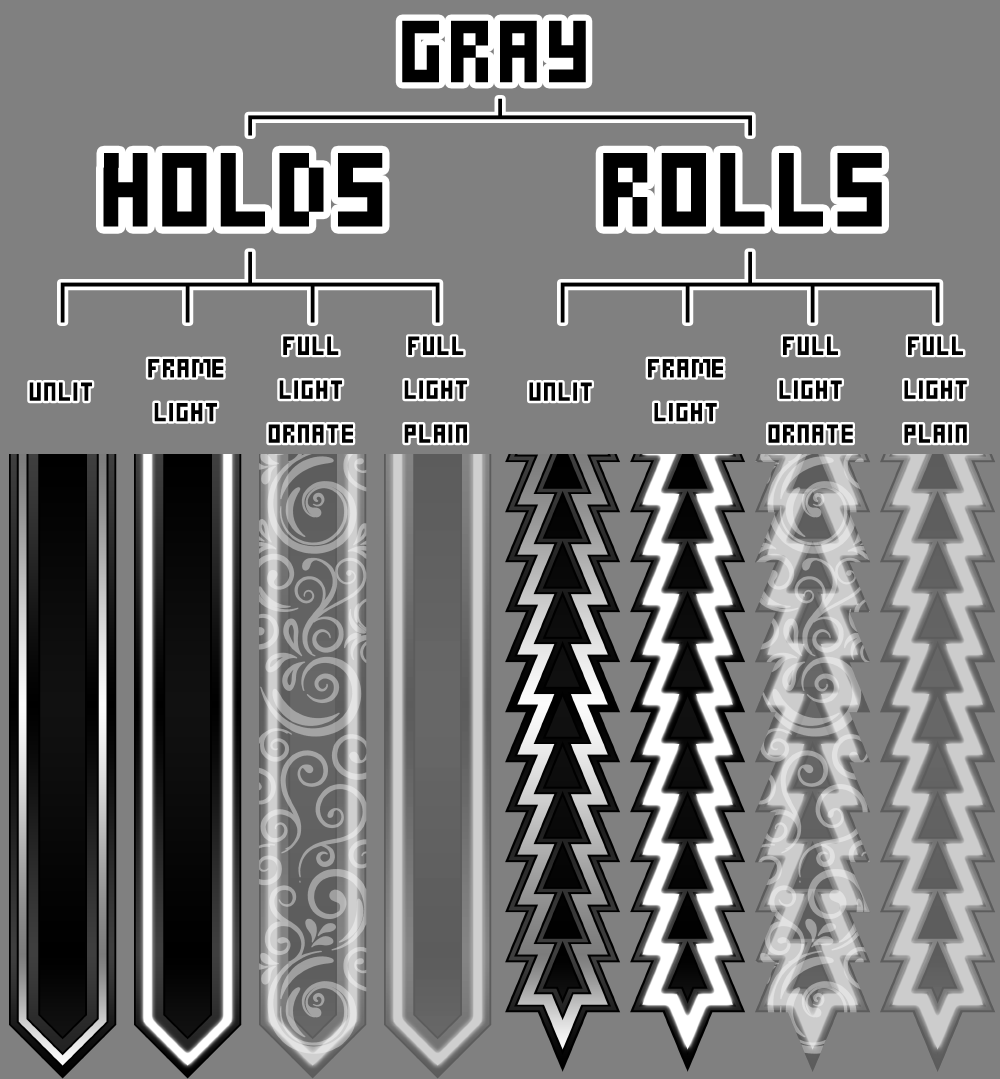 GRAY
HOLDS
ROLLS
UNLIT
FRAME
LIGHT
FULL
LIGHT
ORNATE
FULL
LIGHT
PLAIN
UNLIT
FRAME
LIGHT
FULL
LIGHT
ORNATE
FULL
LIGHT
PLAIN